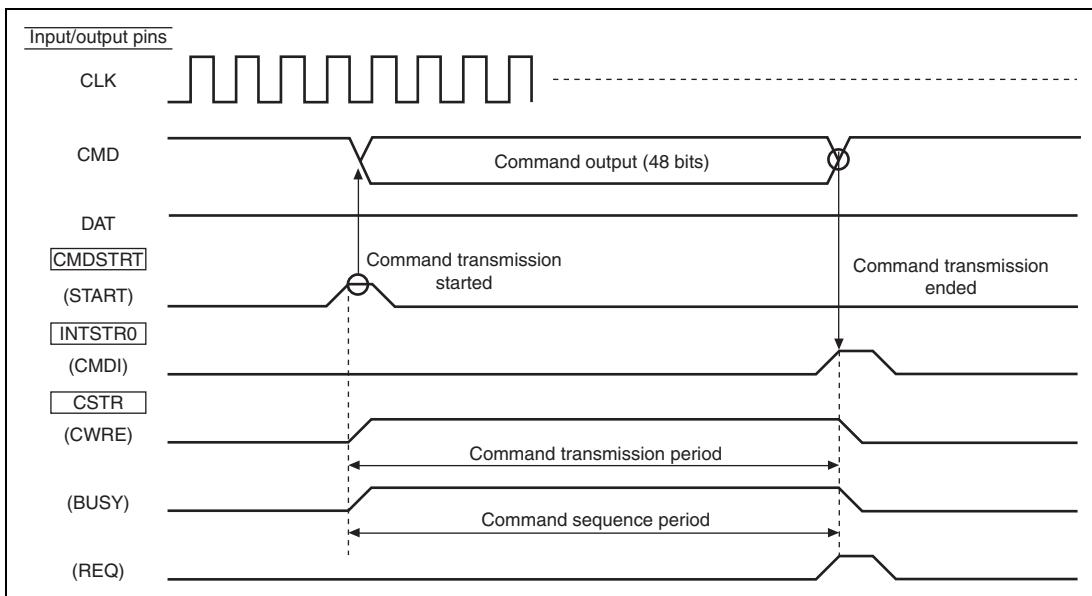 Input/output pins
CLK
CMD
Command output (48 bits)
DAT
CMDSTRT
(START)
Command transmission
started
Command transmission
ended
INTSTR0
(CMDI)
CSTR
(CWRE)
Command transmission period
(BUSY)
Command sequence period
(REQ)